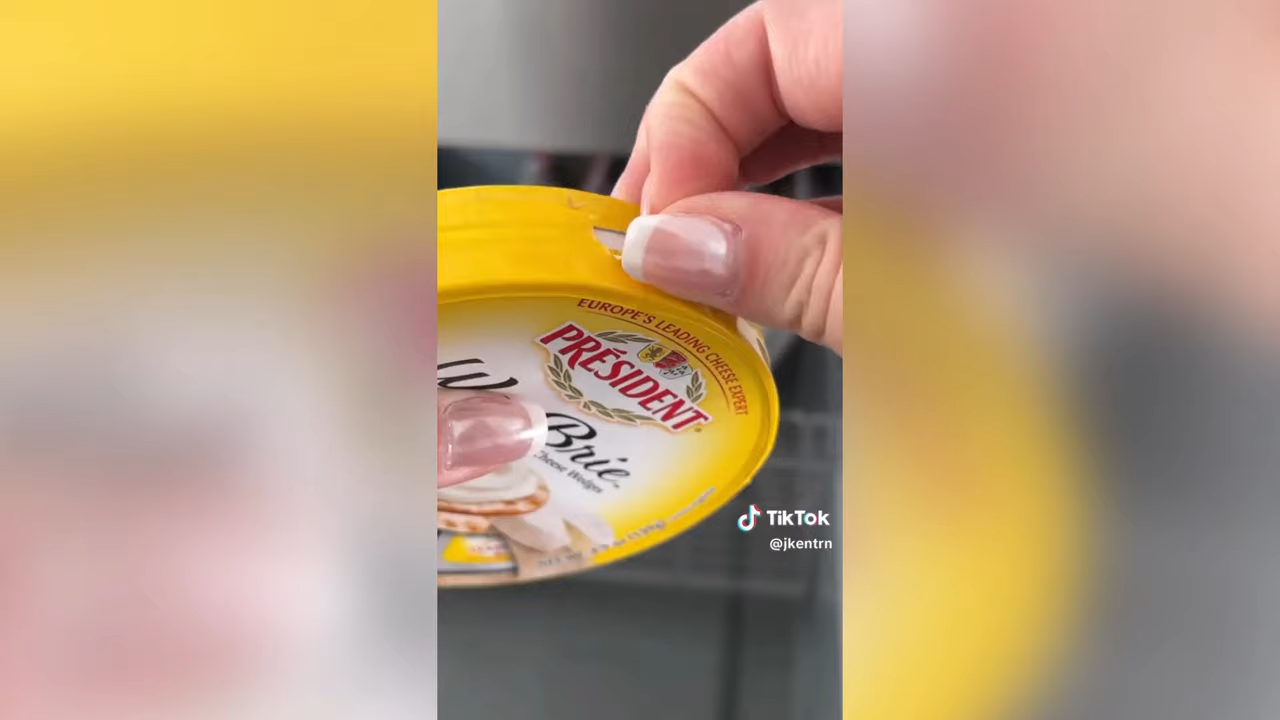 EUROPE'S LEADING CHEESE EXPERT
PRÉSIDENT
W
Brie
Cheese Wedges
TikTok
@jkentrn